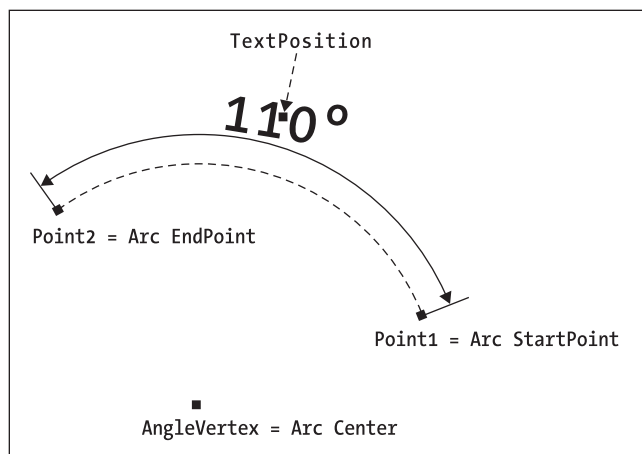 TextPosition
110°
Point2 = Arc EndPoint
Point1 = Arc StartPoint
AngleVertex = Arc Center